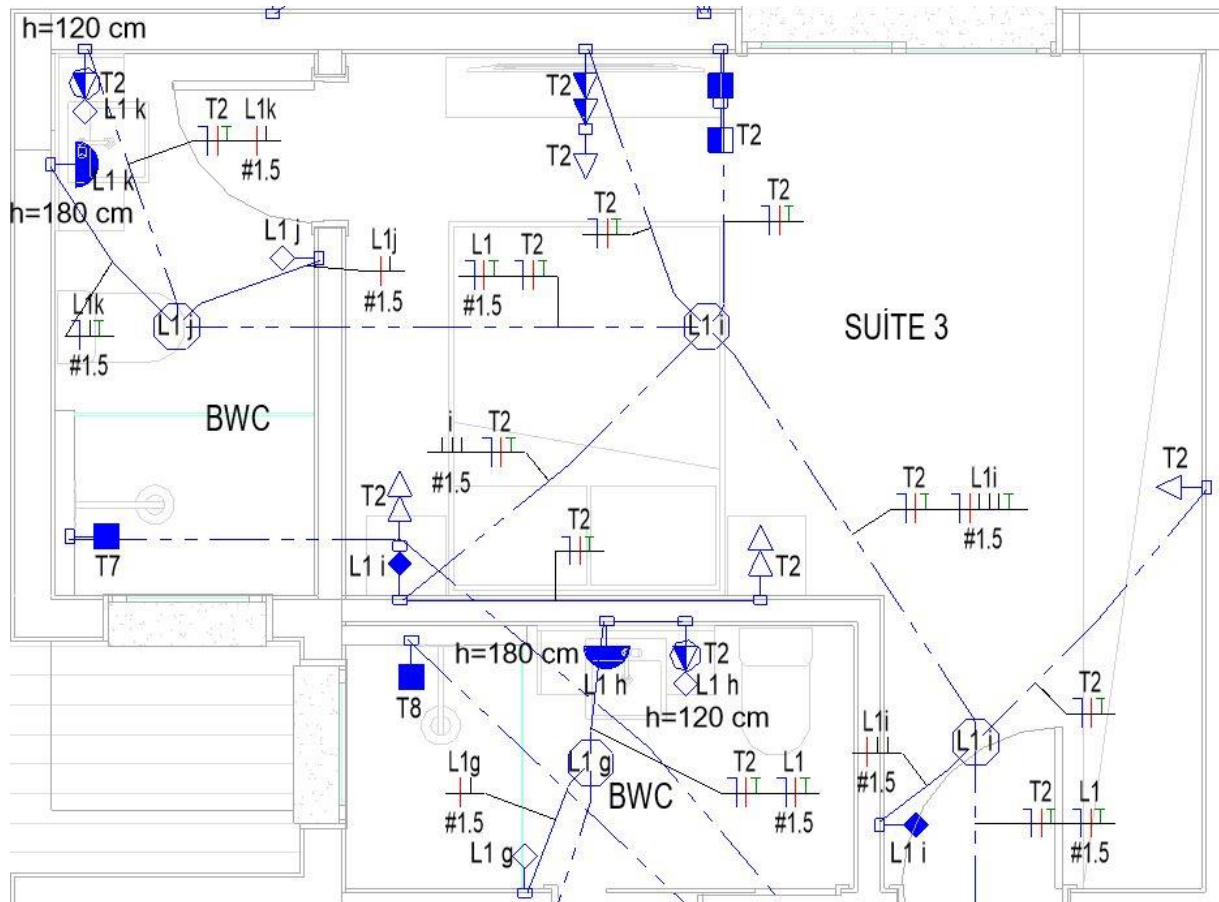 h=120 cm
T2
L1 k
T2 L1k
#1.5
L1 k
h=180 cm
L1 j
L1j
#1.5
L1k
#1.5
L1 j
BWC
T7
T2
T2
T2
T2
T2
L1 T2
#1.5
L1 i
SUİTE 3
i T2
#1.5
T2
L1 i
T2
T2
T2 L1i
#1.5
T2
h=180 cm
L1 h
T2
L1 h
h=120 cm
T8
L1g
#1.5
L1 g
BWC
L1 g
T2 L1
#1.5
L1i
#1.5
L1 i
L1 i
T2
T2 L1
#1.5